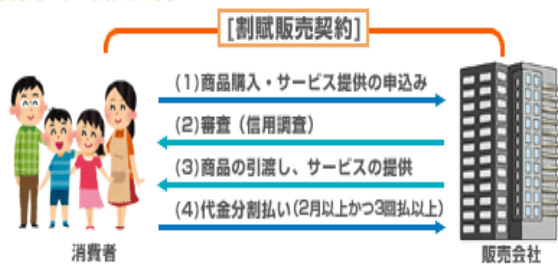 [割賦販売契約]
(1)商品購入・サービス提供の申込み
(2)審査（信用調査）
(3)商品の引渡し、サービスの提供
(4)代金分割払い(2月以上かつ3回払以上)
消費者
販売会社